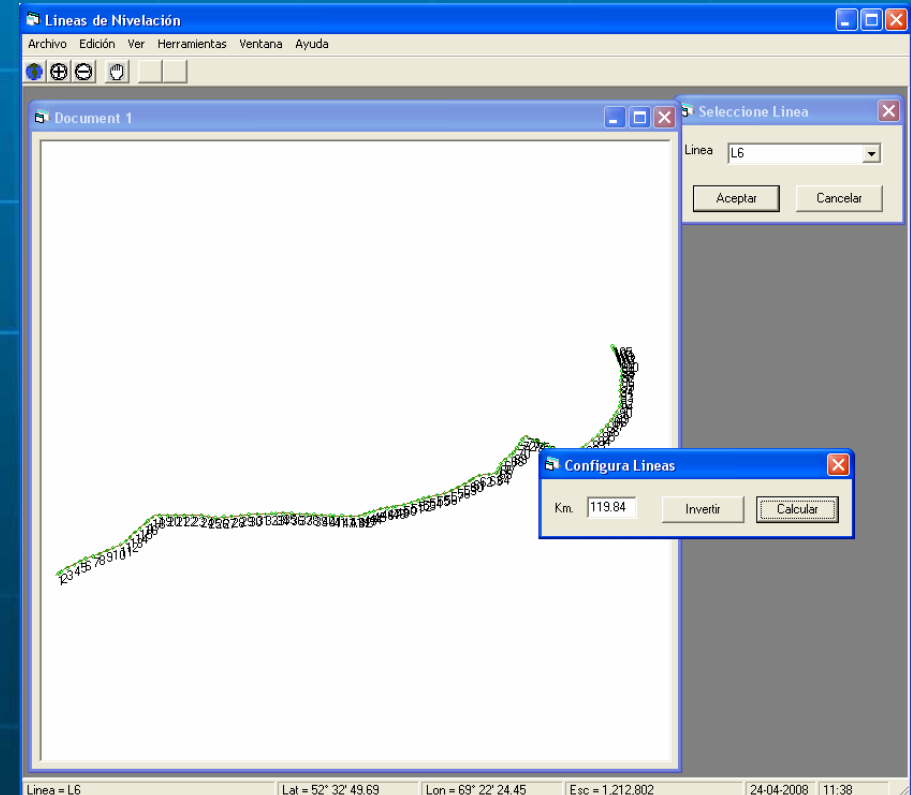 Lineas de Nivelación
Archivo Edición Ver Herramientas Ventana Ayuda
Document 1
Seleccione Linea
Linea L6
Aceptar Cancelar
Configura Lineas
Km. 119.84 Invertir Calcular
Linea = L6 Lat = 52° 32' 49.69 Lon = 69° 22' 24.45 Esc = 1,212,802 24-04-2008 11:38